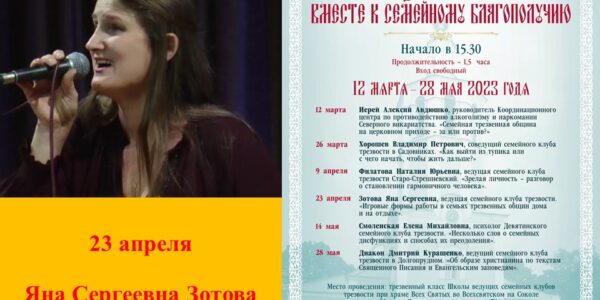 23 апреля
Яна Сергеевна Зотова
ВМЕСТЕ К СЕМЕЙНОМУ БЛАГОПОЛУЧИЮ
Начало в 15.30
Продолжительность – 1,5 часа
Вход свободный
12 МАРТА – 28 МАЯ 2023 ГОДА
12 марта Иерей Алексий Авдюшко, руководитель Координационного
центра по противодействию алкоголизму и наркомании
Северного викариатства. «Семейная трезвенная община
на церковном приходе – за или против?»
26 марта Хорошев Владимир Петрович, соведущий семейного клуба
трезвости в Садовниках. «Как выйти из тупика или
с чего начать, чтобы жить дальше?»
9 апреля Филатова Наталия Юрьевна, ведущая семейного клуба
трезвости Старо-Стрешневский. «Зрелая личность – разговор
о становлении гармоничного человека».
23 апреля Зотова Яна Сергеевна, ведущая семейного клуба трезвости.
«Игровые формы работы в семьях трезвенных общин дома
и на отдыхе».
14 мая Смоленская Елена Михайловна, психолог Девятинского
семейного клуба трезвости. «Несколько слов о семейных
дисфункциях и способах их преодоления».
28 мая Диакон Дмитрий Курашенко, ведущий семейного клуба
трезвости в Долгопрудном. «Об образе христианина по текстам
Священного Писания и Евангельским заповедям».
Место проведения: трезвенный класс Школы ведущих семейных клубов
трезвости при храме Всех Святых во Всехсвятском на Соколе